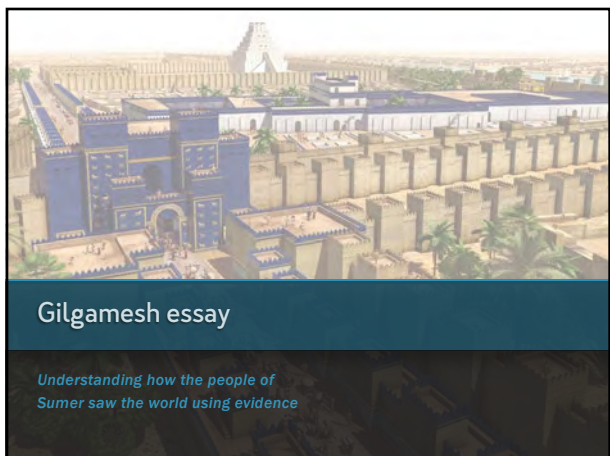 Gilgamesh essay
Understanding how the people of
Sumer saw the world using evidence